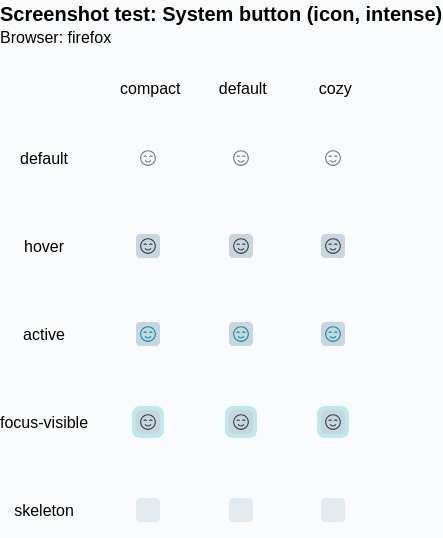 Screenshot test: System button (icon, intense)
Browser: firefox
compact default cozy
default
hover
active
focus-visible
skeleton